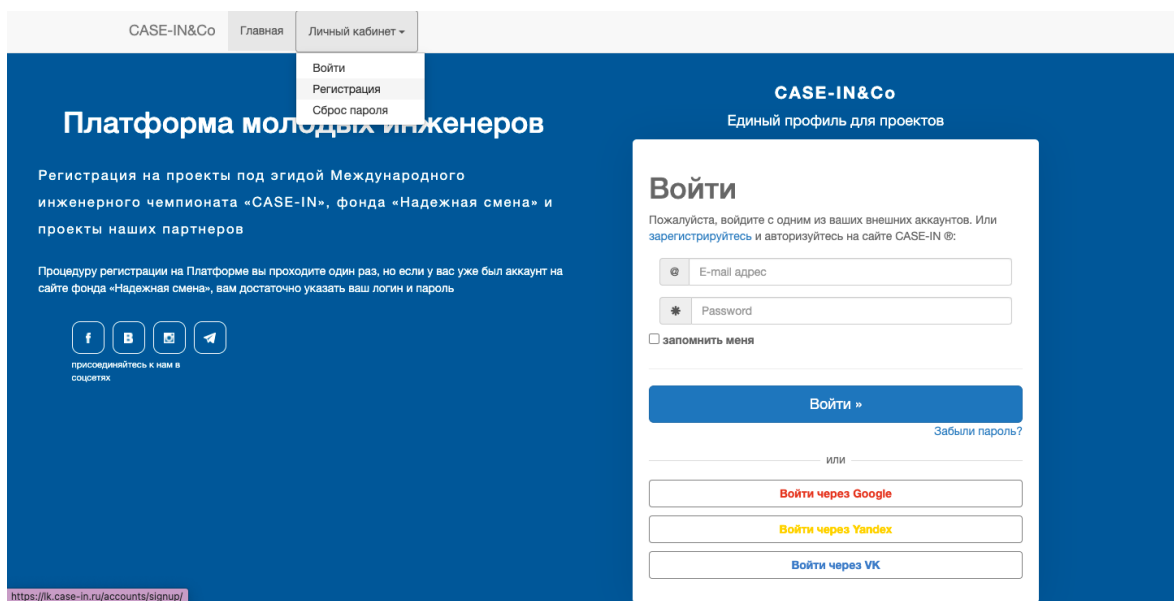 CASE-IN&Co Главная Личный кабинет
Войти
Регистрация
Сброс пароля
Платформа молодых инженеров
Регистрация на проекты под эгидой Международного
инженерного чемпионата «CASE-IN», фонда «Надежная смена» и
проекты наших партнеров
Процедуру регистрации на Платформе вы проходите один раз, но если у вас уже был аккаунт на
сайте фонда «Надежная смена», вам достаточно указать ваш логин и пароль
присоединяйтесь к нам в
соцсетях
CASE-IN&Co
Единый профиль для проектов
Войти
Пожалуйста, войдите с одним из ваших внешних аккаунтов. Или
зарегистрируйтесь и авторизуйтесь на сайте CASE-IN ®:
@ E-mail адрес
Password
запомнить меня
Войти »
Забыли пароль?
или
Войти через Google
Войти через Yandex
Войти через VK
https://lk.case-in.ru/accounts/signup/